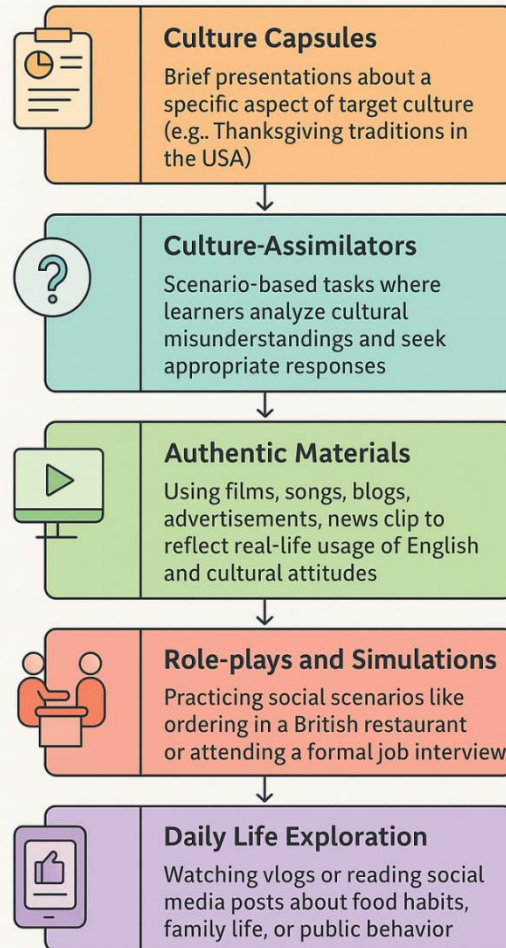 Culture Capsules
Brief presentations about a
specific aspect of target culture
(e.g.. Thanksgiving traditions in
the USA)
Culture-Assimilators
Scenario-based tasks where
learners analyze cultural
misunderstandings and seek
appropriate responses
Authentic Materials
Using films, songs, blogs,
advertisements, news clip to
reflect real-life usage of English
and cultural attitudes
Role-plays and Simulations
Practicing social scenarios like
ordering in a British restaurant
or attending a formal job interview
Daily Life Exploration
Watching vlogs or reading social
media posts about food habits,
family life, or public behavior